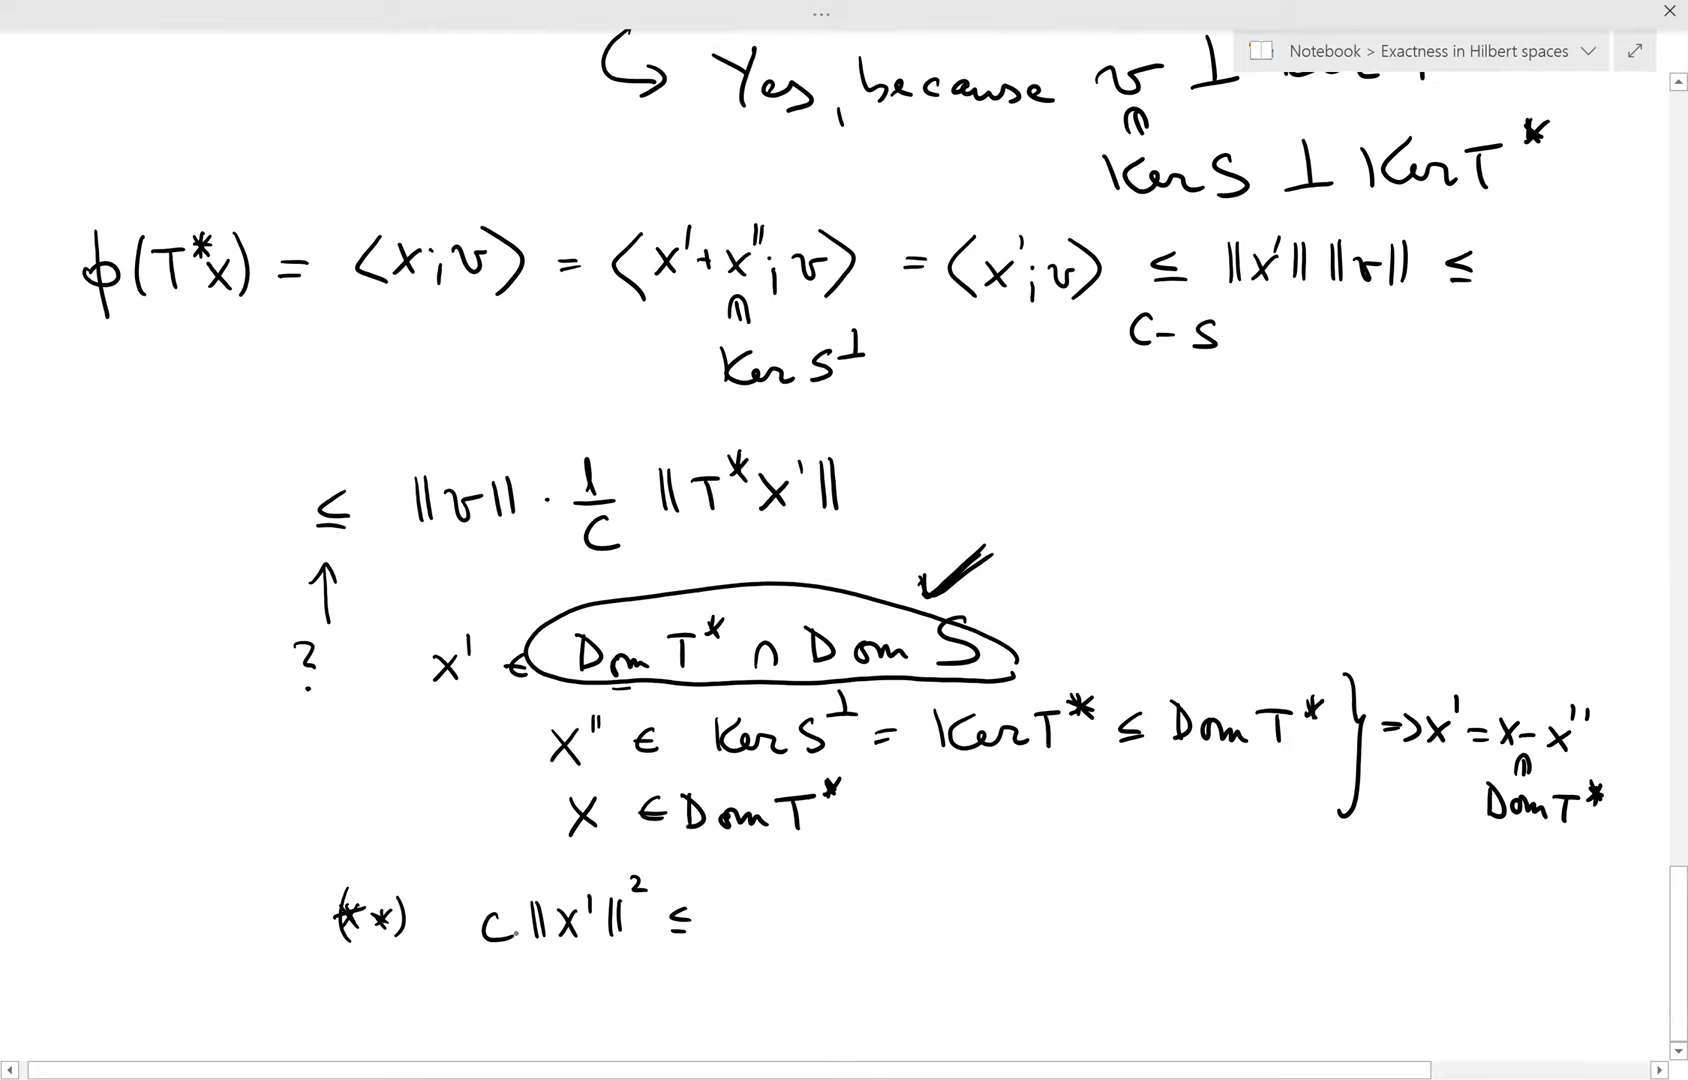 ...
Notebook > Exactness in Hilbert spaces
↪ Yes, because v ⊥
⋒
Ker S ⊥ Ker T*
ϕ(T*x) = ⟨x; v⟩ = ⟨x' + x''; v⟩ = ⟨x'; v⟩ ≤ ||x'|| ||v|| ≤
⋒ C-S
Ker S⊥
≤ ||v|| · 1/C ||T*x'||
↑
? x' ∈ Dom T* ∩ Dom S ✓
x'' ∈ Ker S⊥ = Ker T* ≤ Dom T* } => x' = x - x''
⋒
x ∈ Dom T* Dom T*
(**) C. ||x'||² ≤